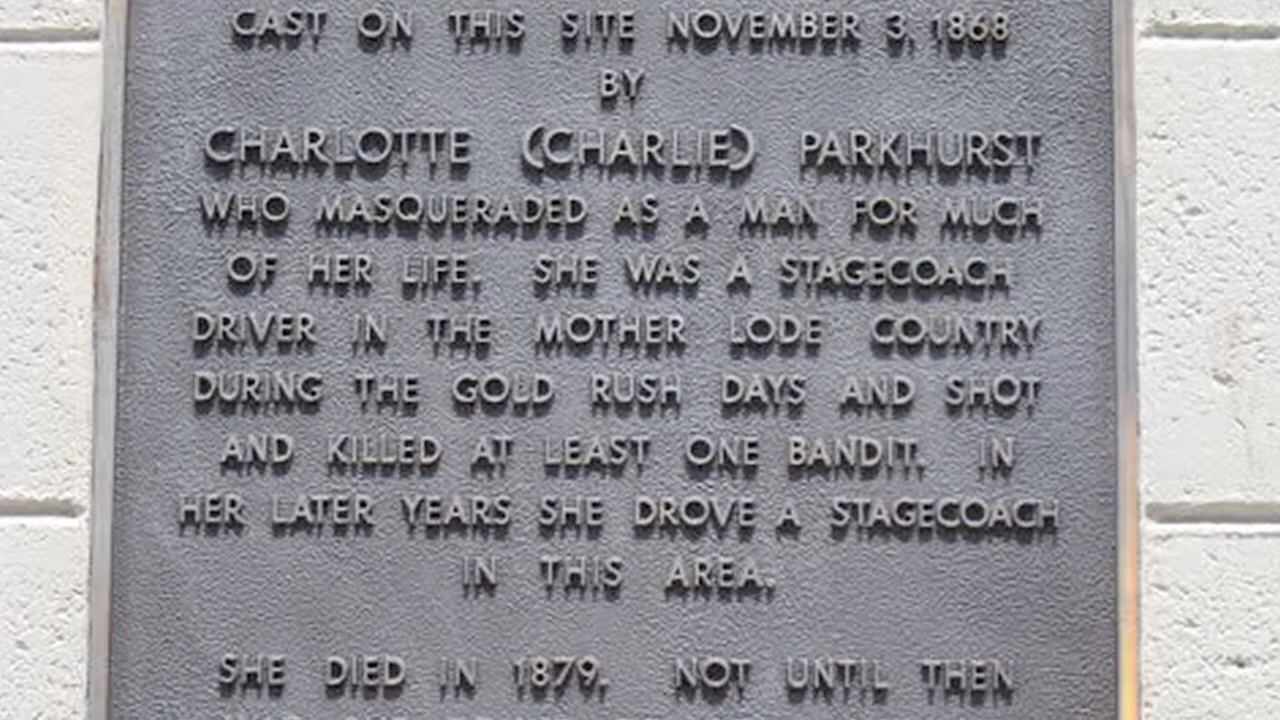 CAST ON THIS SITE NOVEMBER 3, 1868
BY
CHARLOTTE (CHARLIE) PARKHURST
WHO MASQUERADED AS A MAN FOR MUCH
OF HER LIFE. SHE WAS A STAGECOACH
DRIVER IN THE MOTHER LODE COUNTRY
DURING THE GOLD RUSH DAYS AND SHOT
AND KILLED AT LEAST ONE BANDIT. IN
HER LATER YEARS SHE DROVE A STAGECOACH
IN THIS AREA.
SHE DIED IN 1879. NOT UNTIL THEN